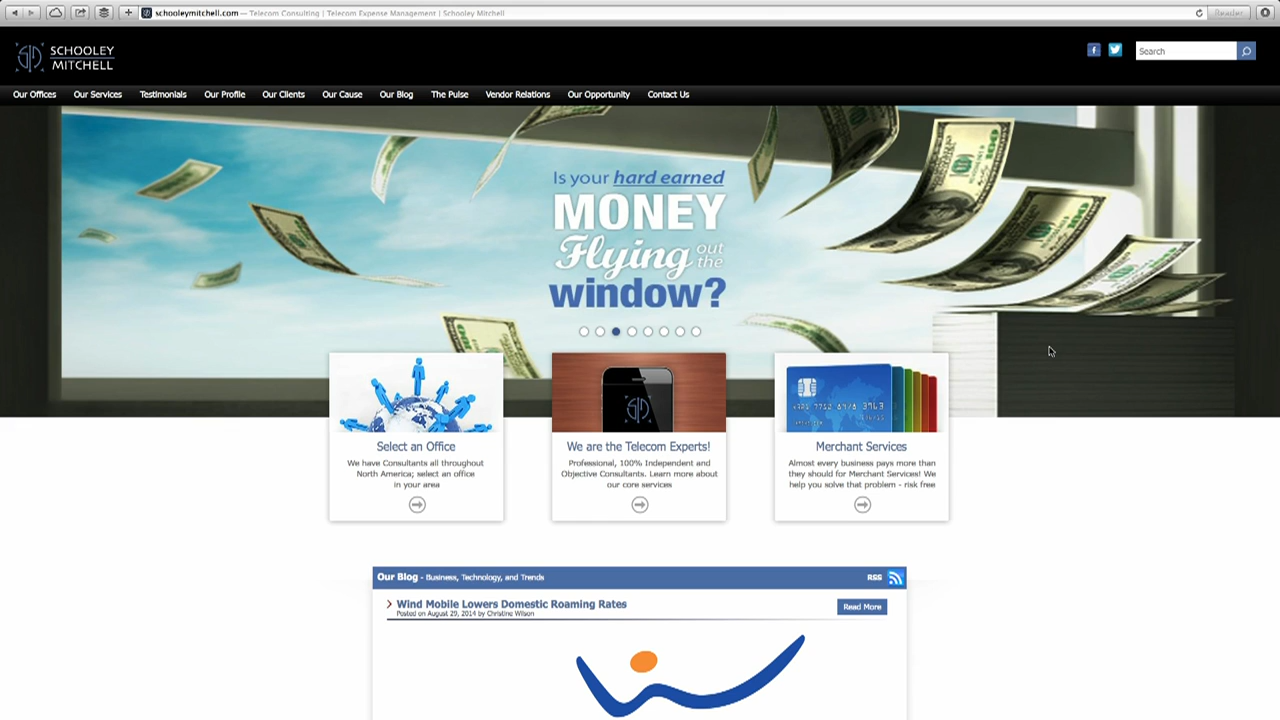 schooleymitchell.com — Telecom Consulting | Telecom Expense Management | Schooley Mitchell
Reader
SCHOOLEY
MITCHELL
Search
Our Offices Our Services Testimonials Our Profile Our Clients Our Cause Our Blog The Pulse Vendor Relations Our Opportunity Contact Us
Is your hard earned
MONEY
Flying out the
window?
Select an Office
We have Consultants all throughout
North America; select an office
in your area
We are the Telecom Experts!
Professional, 100% Independent and
Objective Consultants. Learn more about
our core services
Merchant Services
Almost every business pays more than
they should for Merchant Services! We
help you solve that problem - risk free
Our Blog - Business, Technology, and Trends
RSS
Wind Mobile Lowers Domestic Roaming Rates
Posted on August 29, 2014 by Christine Wilson
Read More